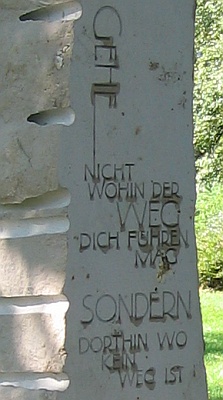 GEHE
NICHT
WOHIN DER
WEG
DICH FÜHREN
MAG
SONDERN
DORTHIN WO
KEIN
WEG IST